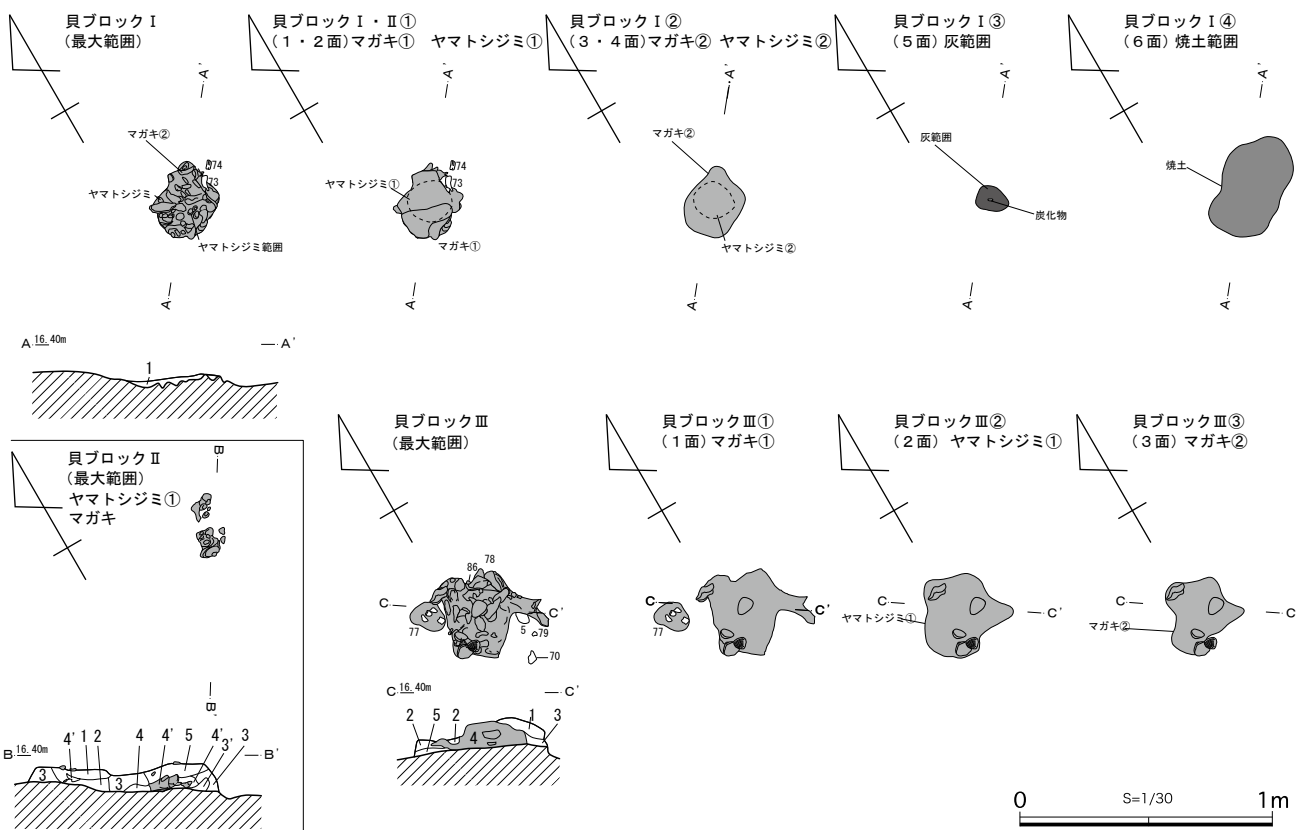 貝ブロックⅠ
(最大範囲)
A'
マガキ②
74
73
ヤマトシジミ
ヤマトシジミ範囲
A
貝ブロックⅠ・Ⅱ①
(1・2面)マガキ① ヤマトシジミ①
A'
74
73
ヤマトシジミ①
マガキ①
A
貝ブロックⅠ②
(3・4面)マガキ② ヤマトシジミ②
A'
マガキ②
ヤマトシジミ②
A
貝ブロックⅠ③
(5面)灰範囲
A'
灰範囲
炭化物
A
貝ブロックⅠ④
(6面)焼土範囲
A'
焼土
A
A 16.40m A'
1
貝ブロックⅡ
(最大範囲)
ヤマトシジミ①
マガキ
B
B'
B 16.40m B'
4' 1 2 4 4' 5 4' 3' 3
3 3
貝ブロックⅢ
(最大範囲)
86 78
C C'
77 5 79
70
C 16.40m C'
2 5 2 1 3
4
貝ブロックⅢ①
(1面)マガキ①
C C'
77
貝ブロックⅢ②
(2面) ヤマトシジミ①
C C'
ヤマトシジミ①
貝ブロックⅢ③
(3面)マガキ②
C C
マガキ②
0 S=1/30 1m